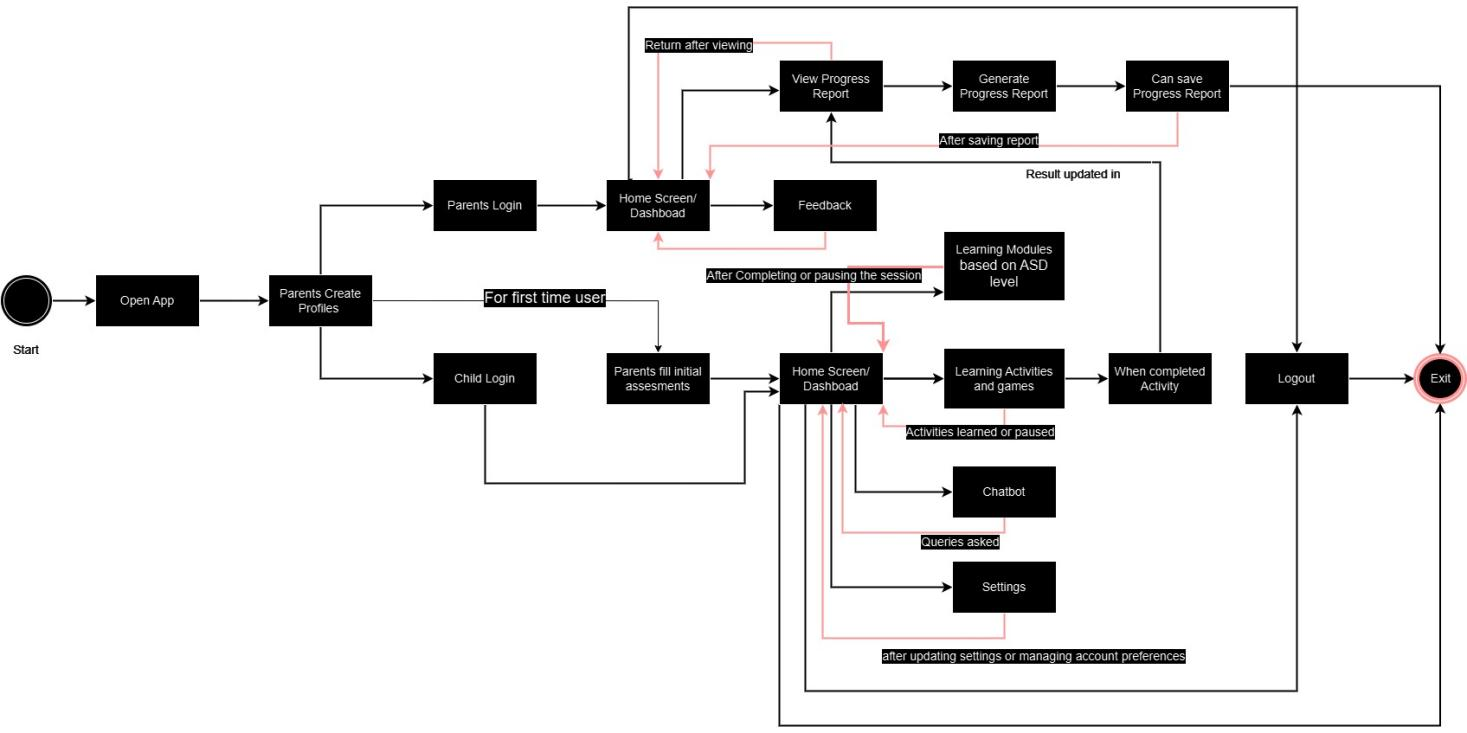 Return after viewing
View Progress
Report
Generate
Progress Report
Can save
Progress Report
After saving report
Result updated in
Parents Login
Home Screen/
Dashboad
Feedback
Learning Modules
based on ASD
level
After Completing or pausing the session
Open App
Parents Create
Profiles
For first time user
Start
Child Login
Parents fill initial
assesments
Home Screen/
Dashboad
Learning Activities
and games
When completed
Activity
Logout
Exit
Activities learned or paused
Chatbot
Queries asked
Settings
after updating settings or managing account preferences